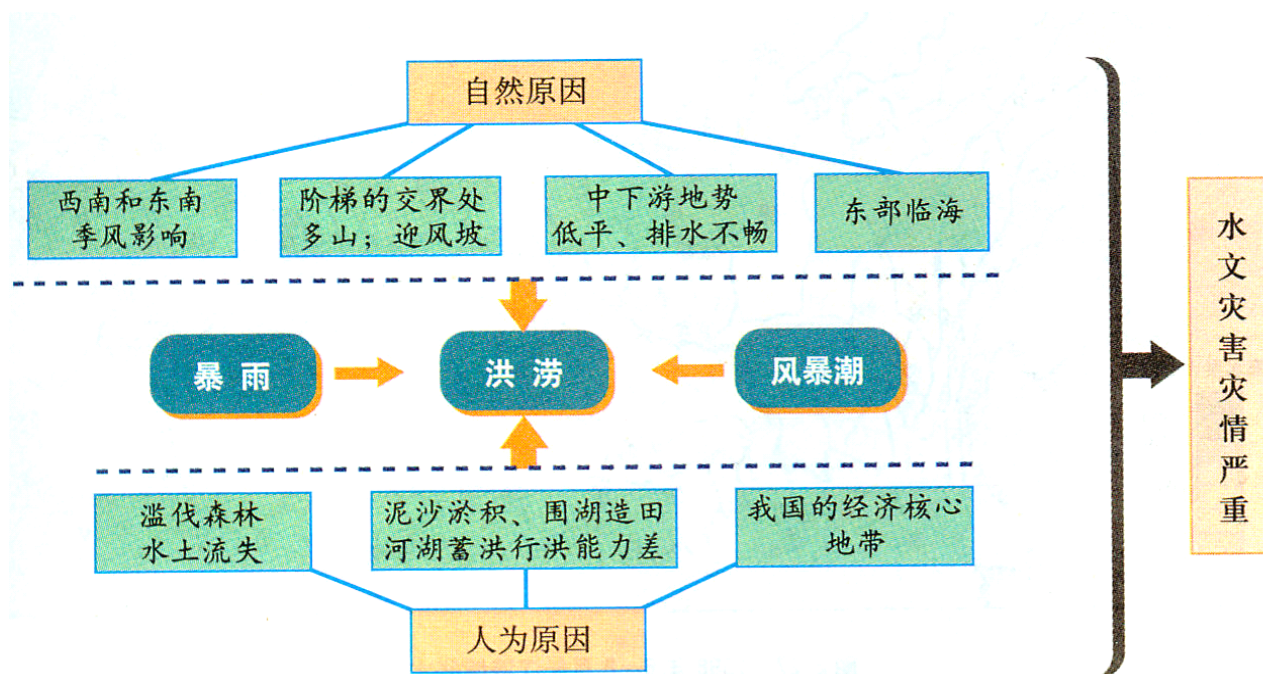 自然原因
西南和东南
季风影响
阶梯的交界处
多山；迎风坡
中下游地势
低平、排水不畅
东部临海
暴雨
洪涝
风暴潮
滥伐森林
水土流失
泥沙淤积、围湖造田
河湖蓄洪行洪能力差
我国的经济核心
地带
人为原因
水文灾害灾情严重